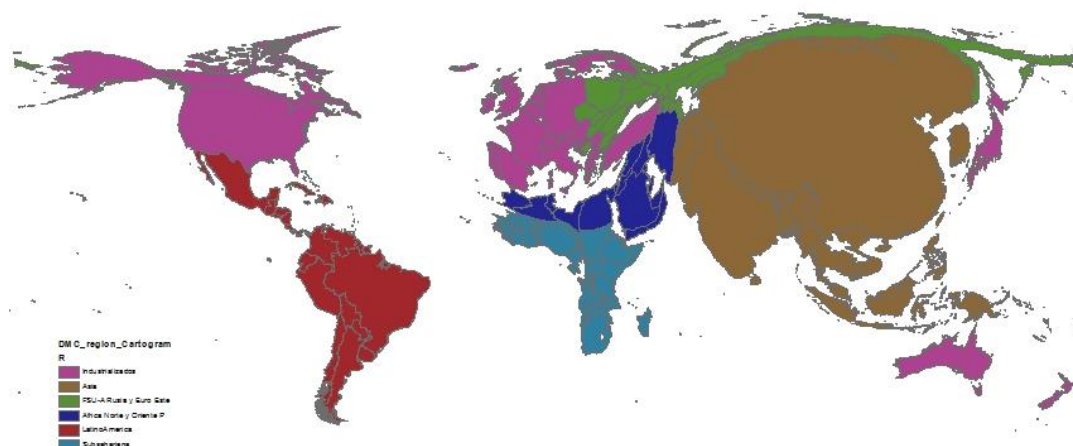 DMC_region_Cartogram
R
Industrializados
Asia
FSU-A Rusia y Euro Este
Africa Norte y Oriente P
LatinoAmerica
Subsahariana